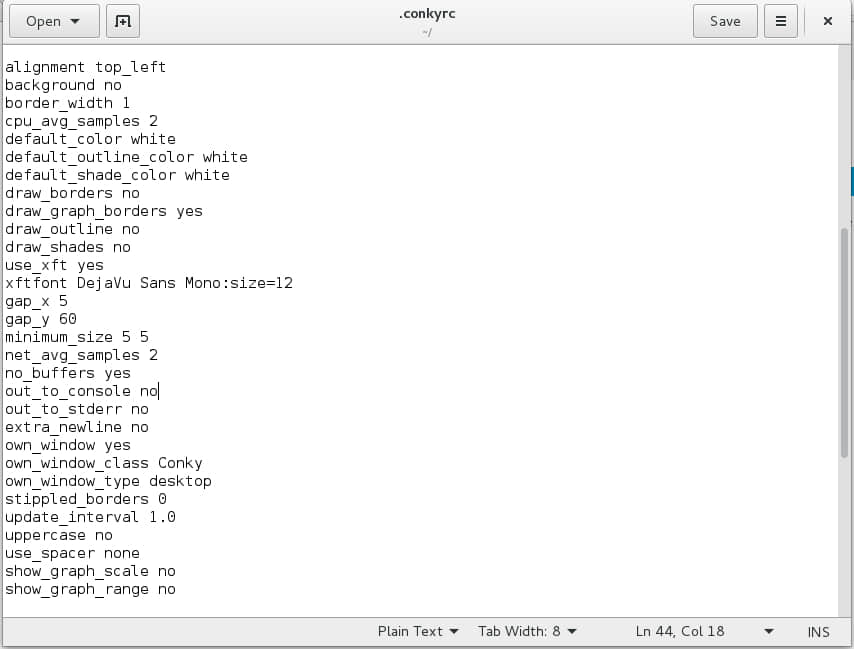 Open
.conkyrc
~/
Save
alignment top_left
background no
border_width 1
cpu_avg_samples 2
default_color white
default_outline_color white
default_shade_color white
draw_borders no
draw_graph_borders yes
draw_outline no
draw_shades no
use_xft yes
xftfont DejaVu Sans Mono:size=12
gap_x 5
gap_y 60
minimum_size 5 5
net_avg_samples 2
no_buffers yes
out_to_console no
out_to_stderr no
extra_newline no
own_window yes
own_window_class Conky
own_window_type desktop
stippled_borders 0
update_interval 1.0
uppercase no
use_spacer none
show_graph_scale no
show_graph_range no
Plain Text Tab Width: 8 Ln 44, Col 18 INS